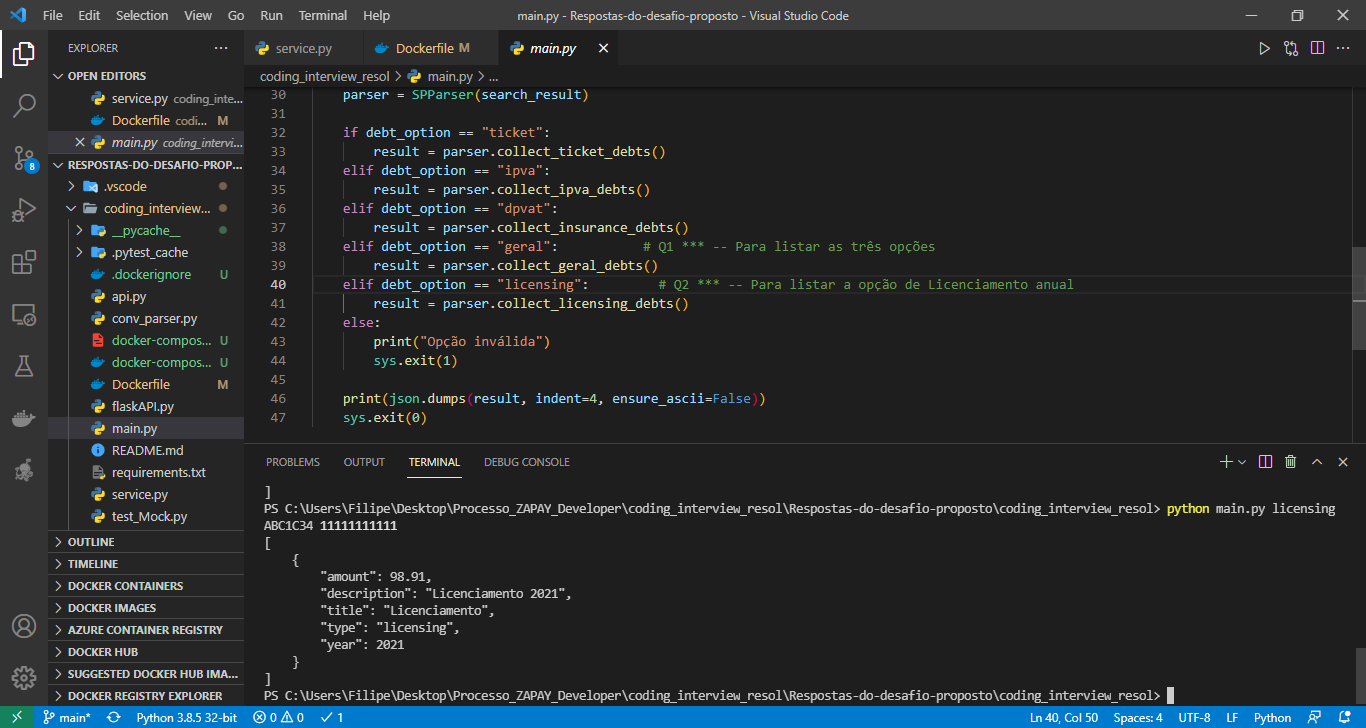 File Edit Selection View Go Run Terminal Help
main.py - Respostas-do-desafio-proposto - Visual Studio Code
EXPLORER ...
OPEN EDITORS
service.py coding_inte...
Dockerfile codi... M
main.py coding_intervi...
RESPOSTAS-DO-DESAFIO-PROP...
.vscode
coding_interview...
__pycache__
.pytest_cache
.dockerignore U
api.py
conv_parser.py
docker-compos... U
docker-compos... U
Dockerfile M
flaskAPI.py
main.py
README.md
requirements.txt
service.py
test_Mock.py
OUTLINE
TIMELINE
DOCKER CONTAINERS
DOCKER IMAGES
AZURE CONTAINER REGISTRY
DOCKER HUB
SUGGESTED DOCKER HUB IMA...
DOCKER REGISTRY EXPLORER
8
service.py Dockerfile M main.py
coding_interview_resol > main.py > ...
30 parser = SPParser(search_result)
31
32 if debt_option == "ticket":
33 result = parser.collect_ticket_debts()
34 elif debt_option == "ipva":
35 result = parser.collect_ipva_debts()
36 elif debt_option == "dpvat":
37 result = parser.collect_insurance_debts()
38 elif debt_option == "geral": # Q1 *** -- Para listar as três opções
39 result = parser.collect_geral_debts()
40 elif debt_option == "licensing": # Q2 *** -- Para listar a opção de Licenciamento anual
41 result = parser.collect_licensing_debts()
42 else:
43 print("Opção inválida")
44 sys.exit(1)
45
46 print(json.dumps(result, indent=4, ensure_ascii=False))
47 sys.exit(0)
PROBLEMS OUTPUT TERMINAL DEBUG CONSOLE
]
PS C:\Users\Filipe\Desktop\Processo_ZAPAY_Developer\coding_interview_resol\Respostas-do-desafio-proposto\coding_interview_resol> python main.py licensing
ABC1C34 11111111111
[
{
"amount": 98.91,
"description": "Licenciamento 2021",
"title": "Licenciamento",
"type": "licensing",
"year": 2021
}
]
PS C:\Users\Filipe\Desktop\Processo_ZAPAY_Developer\coding_interview_resol\Respostas-do-desafio-proposto\coding_interview_resol>
main* Python 3.8.5 32-bit 0 0 1 Ln 40, Col 50 Spaces: 4 UTF-8 LF Python